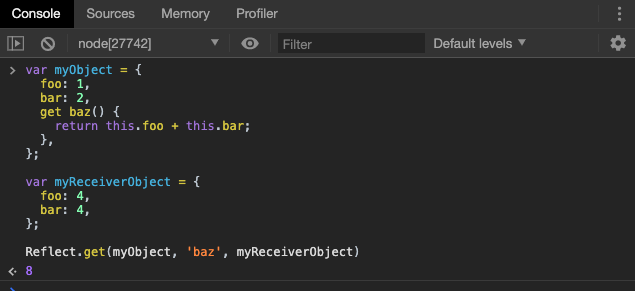 Console Sources Memory Profiler
node[27742] Filter Default levels
var myObject = {
  foo: 1,
  bar: 2,
  get baz() {
    return this.foo + this.bar;
  },
};

var myReceiverObject = {
  foo: 4,
  bar: 4,
};

Reflect.get(myObject, 'baz', myReceiverObject)
8